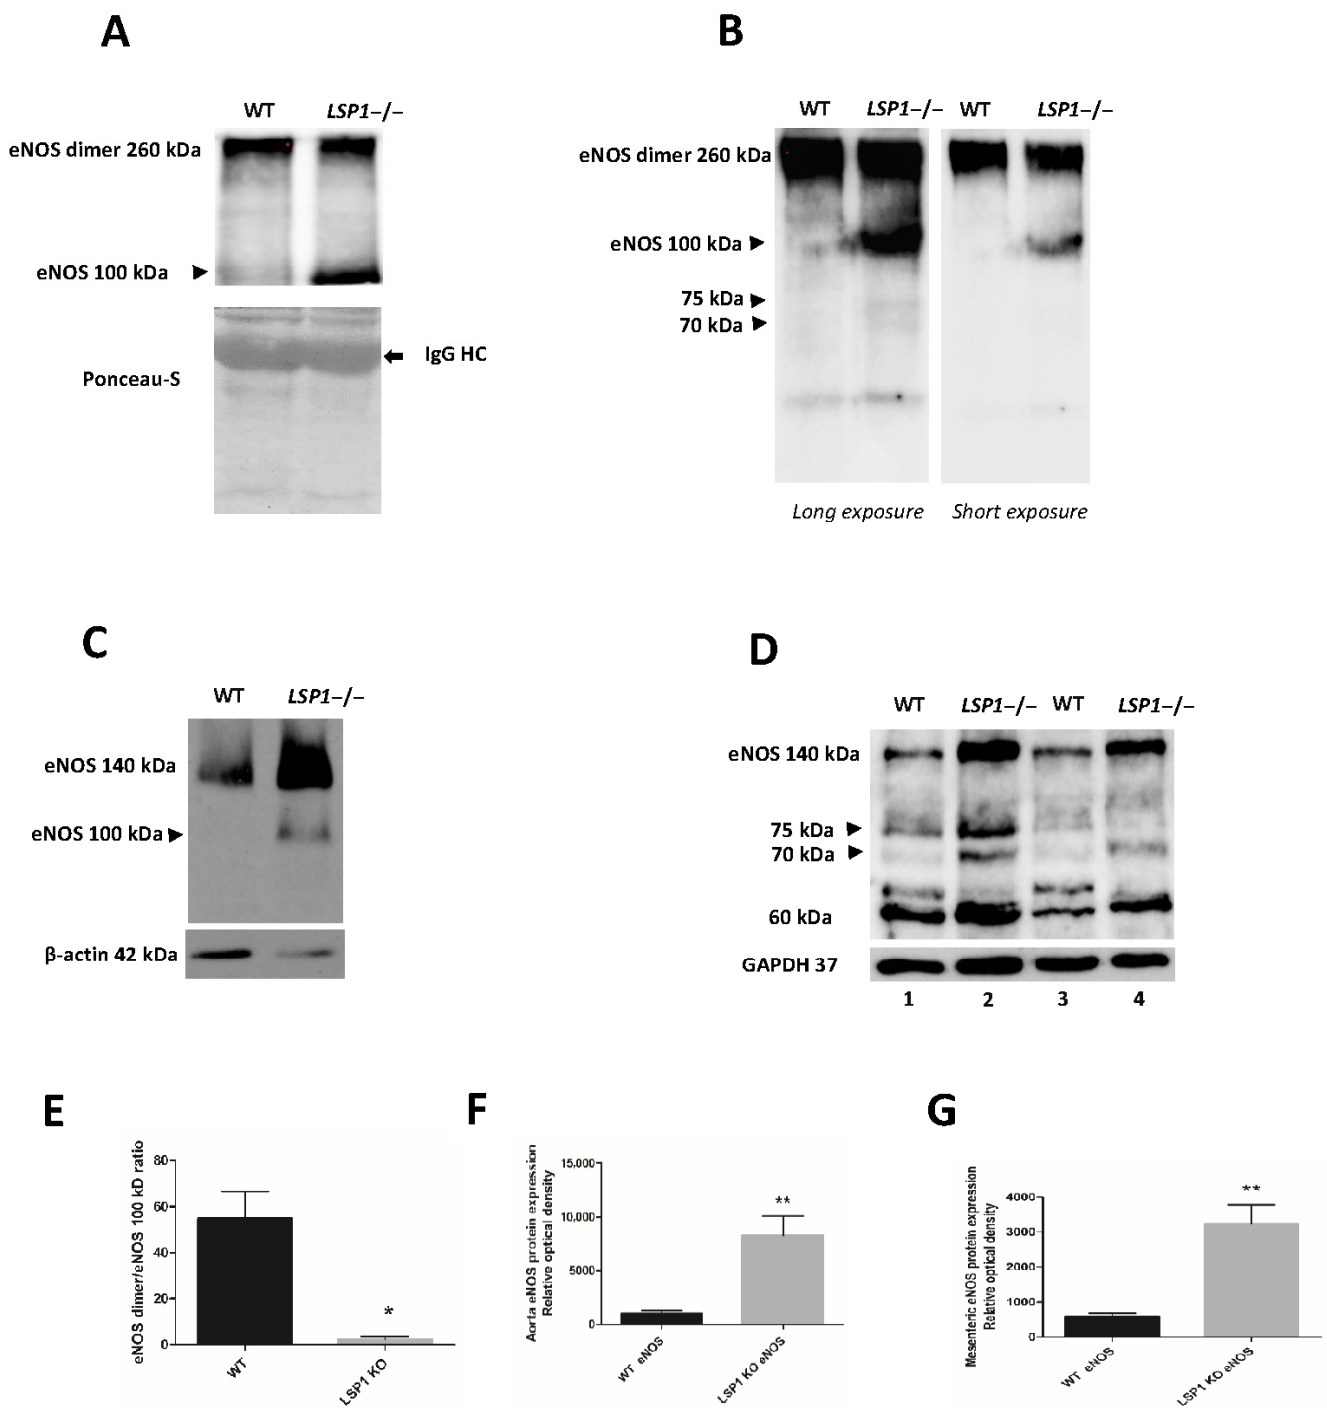 A
B
WT LSP1–/–
eNOS dimer 260 kDa
eNOS 100 kDa
IgG HC
Ponceau-S
WT LSP1–/– WT LSP1–/–
eNOS dimer 260 kDa
eNOS 100 kDa
75 kDa
70 kDa
Long exposure Short exposure
C
D
WT LSP1–/–
eNOS 140 kDa
eNOS 100 kDa
β-actin 42 kDa
WT LSP1–/– WT LSP1–/–
eNOS 140 kDa
75 kDa
70 kDa
60 kDa
GAPDH 37
1 2 3 4
E
F
G
eNOS dimer/eNOS 100 kD ratio
80
60
40
20
0
*
WT
LSP1 KO
Aorta eNOS protein expression
Relative optical density
15,000
10,000
5000
0
**
WT eNOS
LSP1 KO eNOS
Mesenteric eNOS protein expression
Relative optical density
4000
3000
2000
1000
0
**
WT eNOS
LSP1 KO eNOS